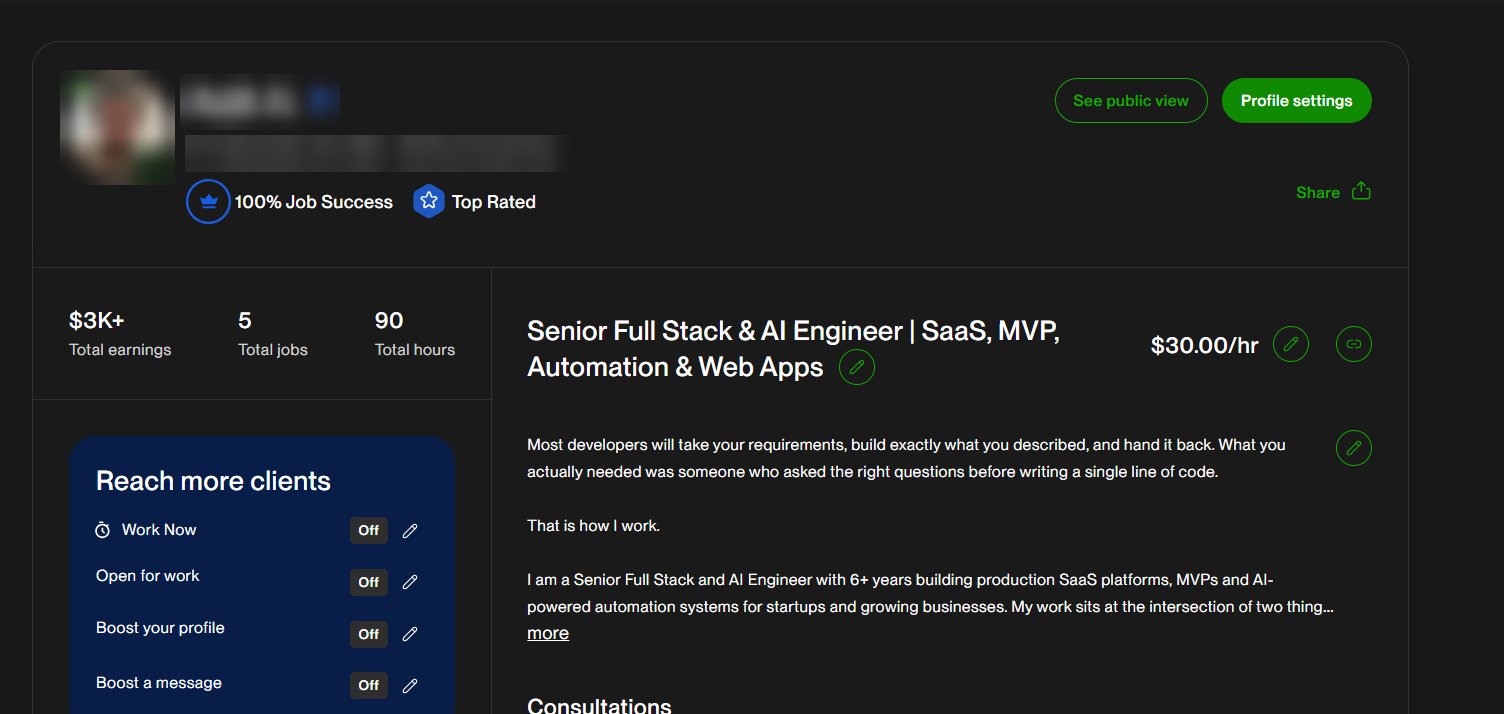 See public view
Profile settings
100% Job Success
Top Rated
Share
$3K+
Total earnings
5
Total jobs
90
Total hours
Reach more clients
Work Now
Off
Open for work
Off
Boost your profile
Off
Boost a message
Off
Senior Full Stack & AI Engineer | SaaS, MVP,
Automation & Web Apps
$30.00/hr
Most developers will take your requirements, build exactly what you described, and hand it back. What you
actually needed was someone who asked the right questions before writing a single line of code.
That is how I work.
I am a Senior Full Stack and AI Engineer with 6+ years building production SaaS platforms, MVPs and AI-
powered automation systems for startups and growing businesses. My work sits at the intersection of two thing...
more
Consultations